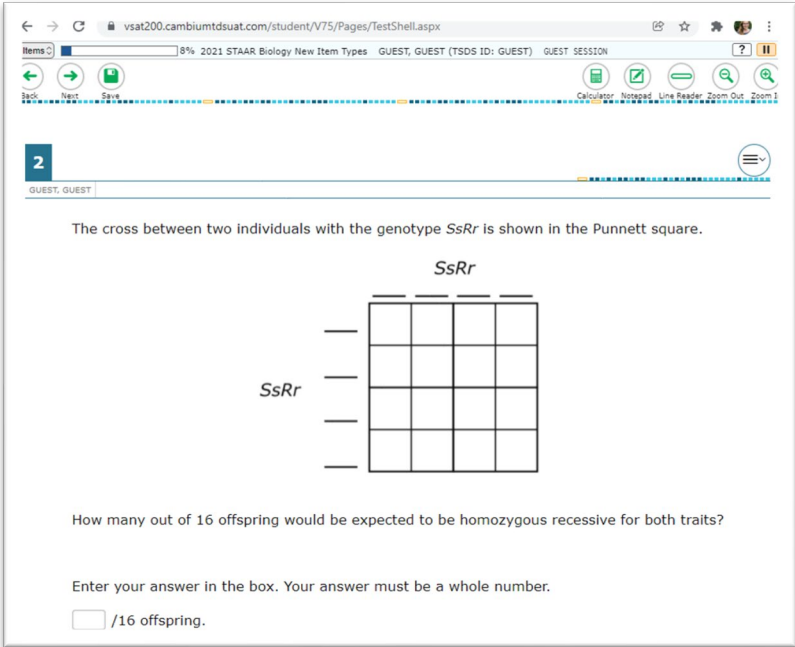 vsat200.cambiumtdsuat.com/student/V75/Pages/TestShell.aspx
Items 8% 2021 STAAR Biology New Item Types GUEST, GUEST (TSDS ID: GUEST) GUEST SESSION ?
Back Next Save Calculator Notepad Line Reader Zoom Out Zoom I
2
GUEST, GUEST
The cross between two individuals with the genotype SsRr is shown in the Punnett square.
SsRr
SsRr
How many out of 16 offspring would be expected to be homozygous recessive for both traits?
Enter your answer in the box. Your answer must be a whole number.
/16 offspring.